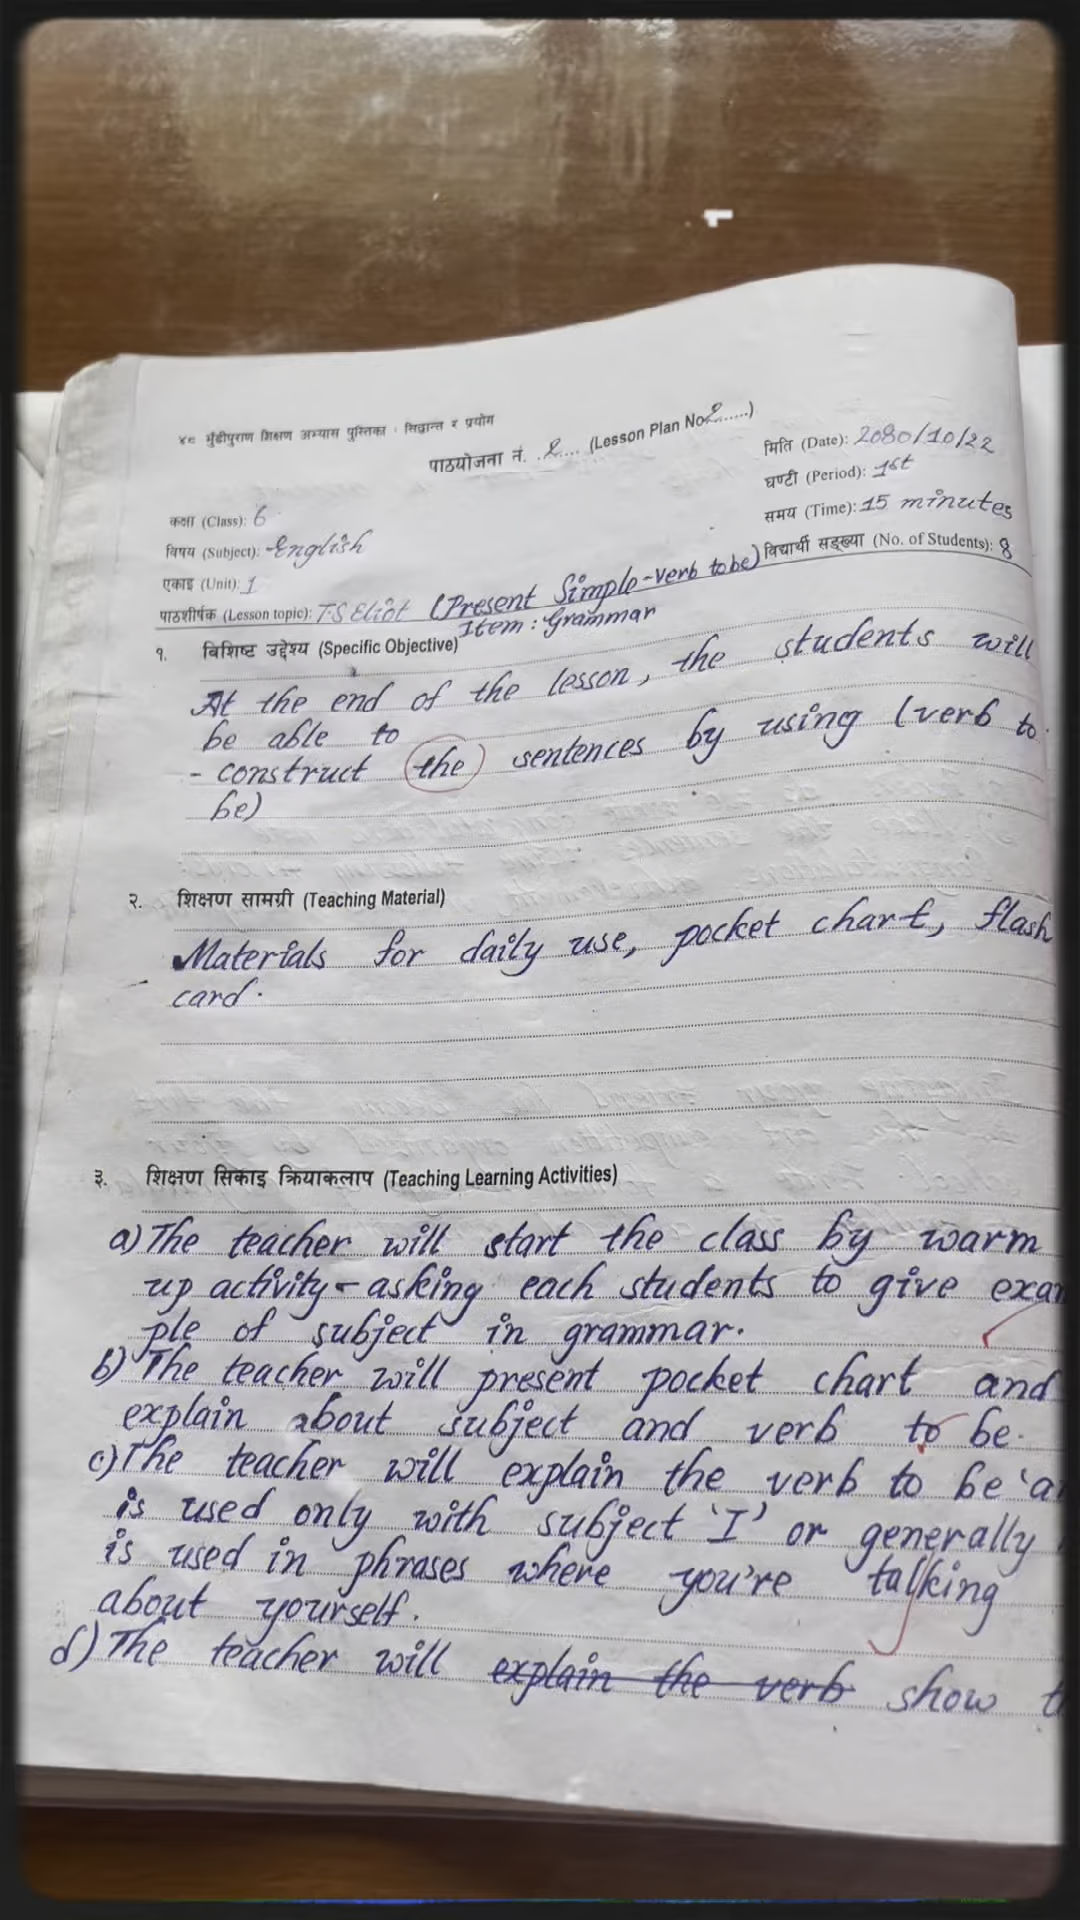 ४८ भुँडीपुराण शिक्षण अभ्यास पुस्तिका : सिद्धान्त र प्रयोग
पाठयोजना नं. .2.... (Lesson Plan No2......)
मिति (Date): 2080/10/22
घण्टी (Period): 1st
कक्षा (Class): 6
समय (Time): 15 minutes
विषय (Subject): English
विद्यार्थी सङ्ख्या (No. of Students): 8
एकाइ (Unit): 1
पाठशीर्षक (Lesson topic): T.S Eliot (Present Simple-Verb to be)
Item : Grammar
१. विशिष्ट उद्देश्य (Specific Objective)
At the end of the lesson, the students will
be able to
- construct the sentences by using (verb to
be)
२. शिक्षण सामग्री (Teaching Material)
Materials for daily use, pocket chart, flash
card.
३. शिक्षण सिकाइ क्रियाकलाप (Teaching Learning Activities)
a) The teacher will start the class by warm
up activity - asking each students to give exam
ple of subject in grammar.
b) The teacher will present pocket chart and
explain about subject and verb to be.
c) The teacher will explain the verb to be
is used only with subject 'I' or generally
is used in phrases where you're talking
about yourself.
d) The teacher will explain the verb show